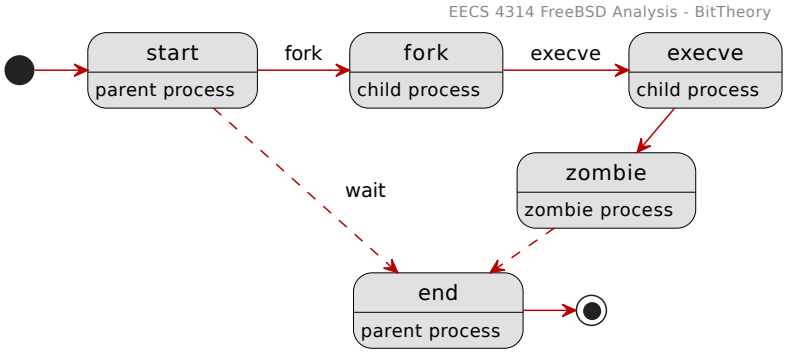 EECS 4314 FreeBSD Analysis - BitTheory
start
fork
fork
execve
execve
parent process
child process
child process
zombie
wait
zombie process
end
parent process